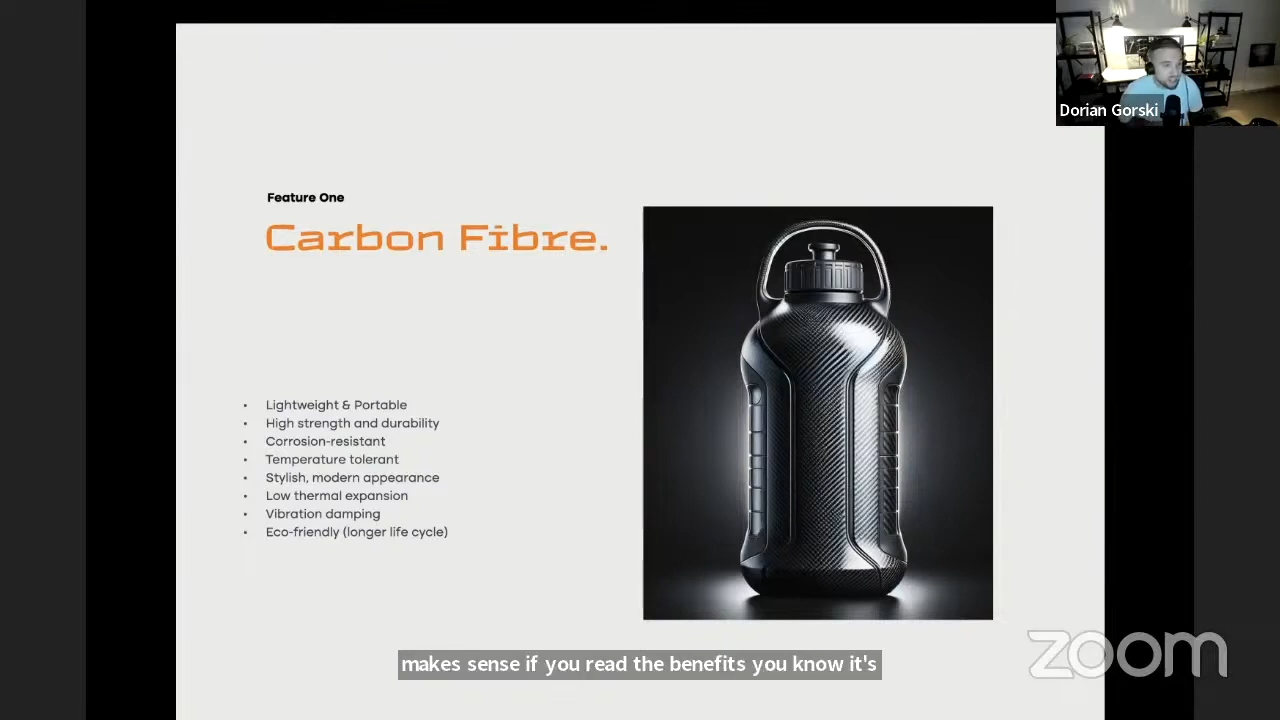 Dorian Gorski
Feature One
Carbon Fibre.
• Lightweight & Portable
• High strength and durability
• Corrosion-resistant
• Temperature tolerant
• Stylish, modern appearance
• Low thermal expansion
• Vibration damping
• Eco-friendly (longer life cycle)
makes sense if you read the benefits you know it's
zoom